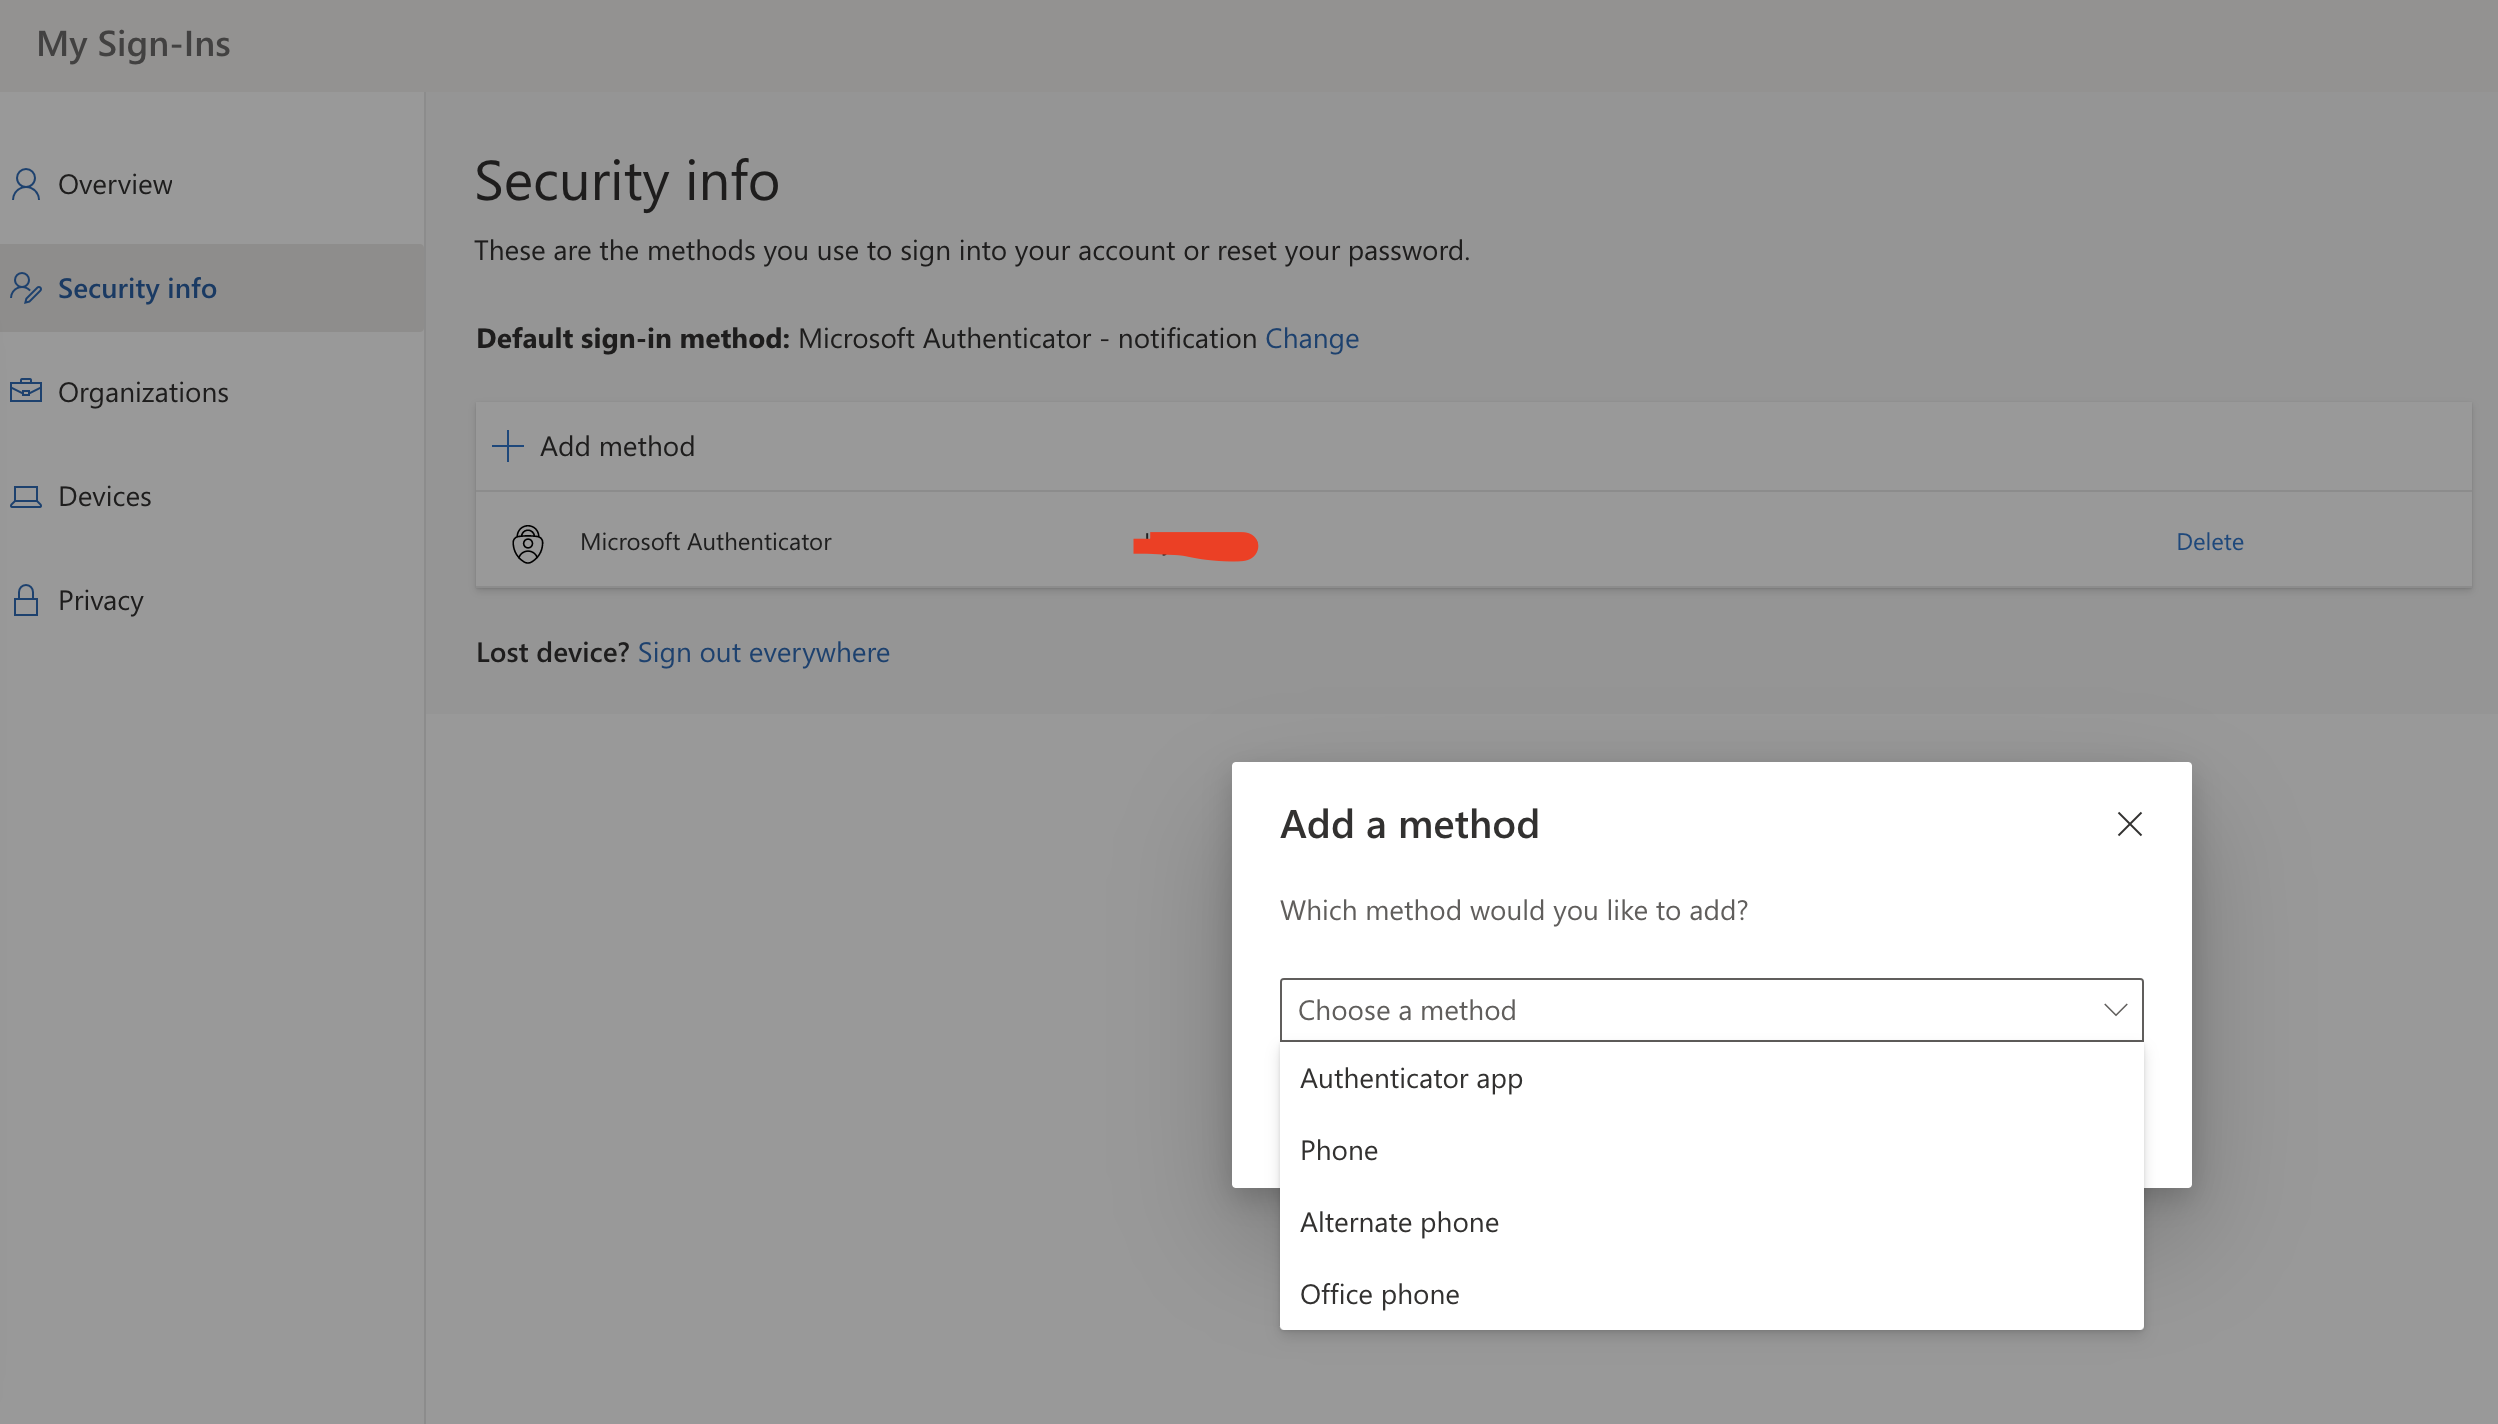 My Sign-Ins
Overview
Security info
Organizations
Devices
Privacy
Security info
These are the methods you use to sign into your account or reset your password.
Default sign-in method: Microsoft Authenticator - notification Change
Add method
Microsoft Authenticator
Delete
Lost device? Sign out everywhere
Add a method
Which method would you like to add?
Choose a method
Authenticator app
Phone
Alternate phone
Office phone